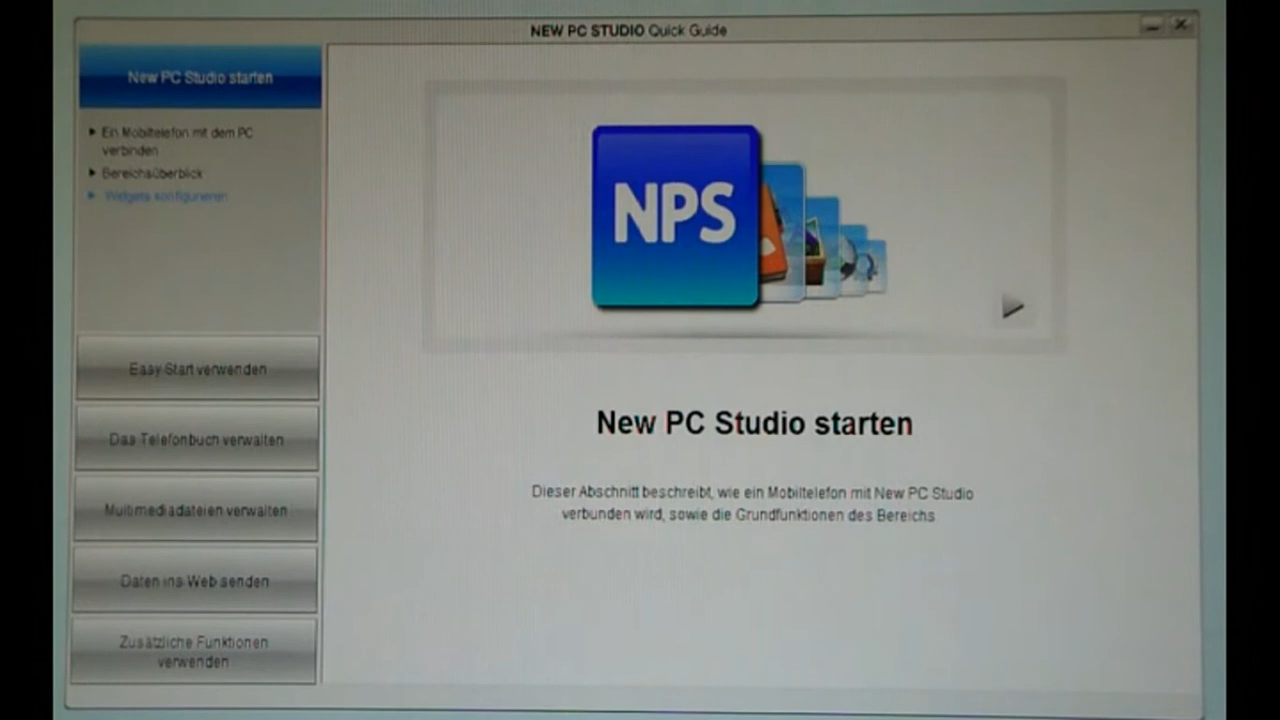 NEW PC STUDIO Quick Guide
New PC Studio starten
Ein Mobiltelefon mit dem PC
verbinden
Bereichsüberblick
Widgets konfigurieren
Easy Start verwenden
Das Telefonbuch verwalten
Multimediadateien verwalten
Daten ins Web senden
Zusätzliche Funktionen
verwenden
NPS
New PC Studio starten
Dieser Abschnitt beschreibt, wie ein Mobiltelefon mit New PC Studio
verbunden wird, sowie die Grundfunktionen des Bereichs